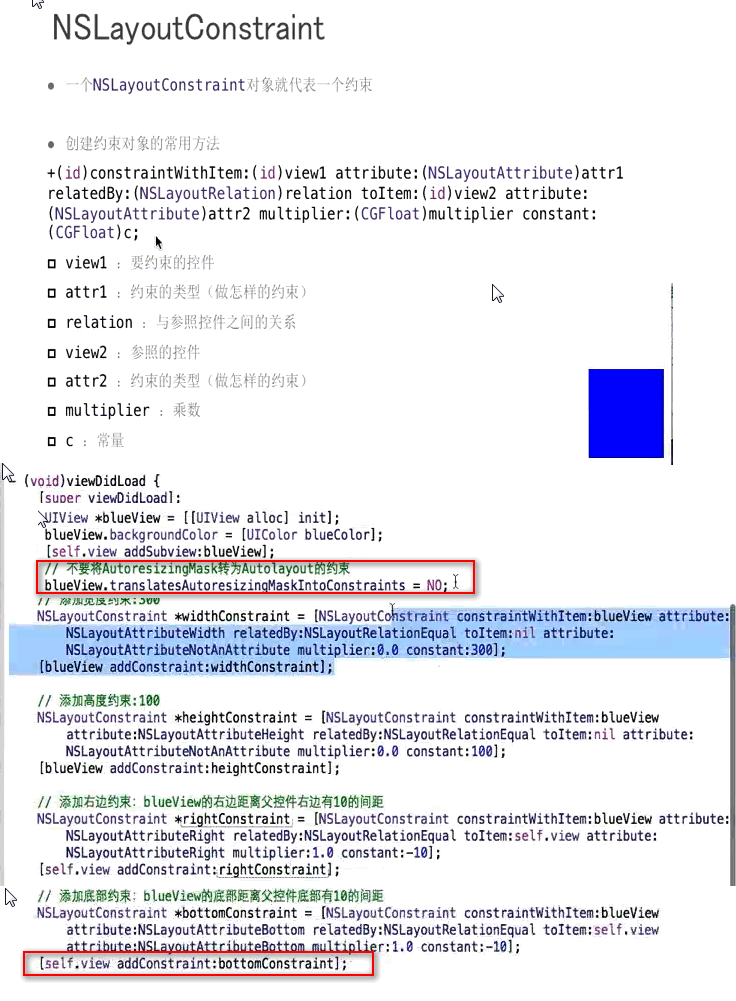 NSLayoutConstraint
一个NSLayoutConstraint对象就代表一个约束
创建约束对象的常用方法
+(id)constraintWithItem:(id)view1 attribute:(NSLayoutAttribute)attr1
relatedBy:(NSLayoutRelation)relation toItem:(id)view2 attribute:
(NSLayoutAttribute)attr2 multiplier:(CGFloat)multiplier constant:
(CGFloat)c;
view1 ：要约束的控件
attr1 ：约束的类型（做怎样的约束）
relation ：与参照控件之间的关系
view2 ：参照的控件
attr2 ：约束的类型（做怎样的约束）
multiplier ：乘数
c ：常量
- (void)viewDidLoad {
[super viewDidLoad];
UIView *blueView = [[UIView alloc] init];
blueView.backgroundColor = [UIColor blueColor];
[self.view addSubview:blueView];
// 不要将AutoresizingMask转为Autolayout的约束
blueView.translatesAutoresizingMaskIntoConstraints = NO;
// 添加宽度约束:300
NSLayoutConstraint *widthConstraint = [NSLayoutConstraint constraintWithItem:blueView attribute:
NSLayoutAttributeWidth relatedBy:NSLayoutRelationEqual toItem:nil attribute:
NSLayoutAttributeNotAnAttribute multiplier:0.0 constant:300];
[blueView addConstraint:widthConstraint];
// 添加高度约束:100
NSLayoutConstraint *heightConstraint = [NSLayoutConstraint constraintWithItem:blueView
attribute:NSLayoutAttributeHeight relatedBy:NSLayoutRelationEqual toItem:nil attribute:
NSLayoutAttributeNotAnAttribute multiplier:0.0 constant:100];
[blueView addConstraint:heightConstraint];
// 添加右边约束: blueView的右边距离父控件右边有10的间距
NSLayoutConstraint *rightConstraint = [NSLayoutConstraint constraintWithItem:blueView attribute:
NSLayoutAttributeRight relatedBy:NSLayoutRelationEqual toItem:self.view attribute:
NSLayoutAttributeRight multiplier:1.0 constant:-10];
[self.view addConstraint:rightConstraint];
// 添加底部约束: blueView的底部距离父控件底部有10的间距
NSLayoutConstraint *bottomConstraint = [NSLayoutConstraint constraintWithItem:blueView
attribute:NSLayoutAttributeBottom relatedBy:NSLayoutRelationEqual toItem:self.view
attribute:NSLayoutAttributeBottom multiplier:1.0 constant:-10];
[self.view addConstraint:bottomConstraint];